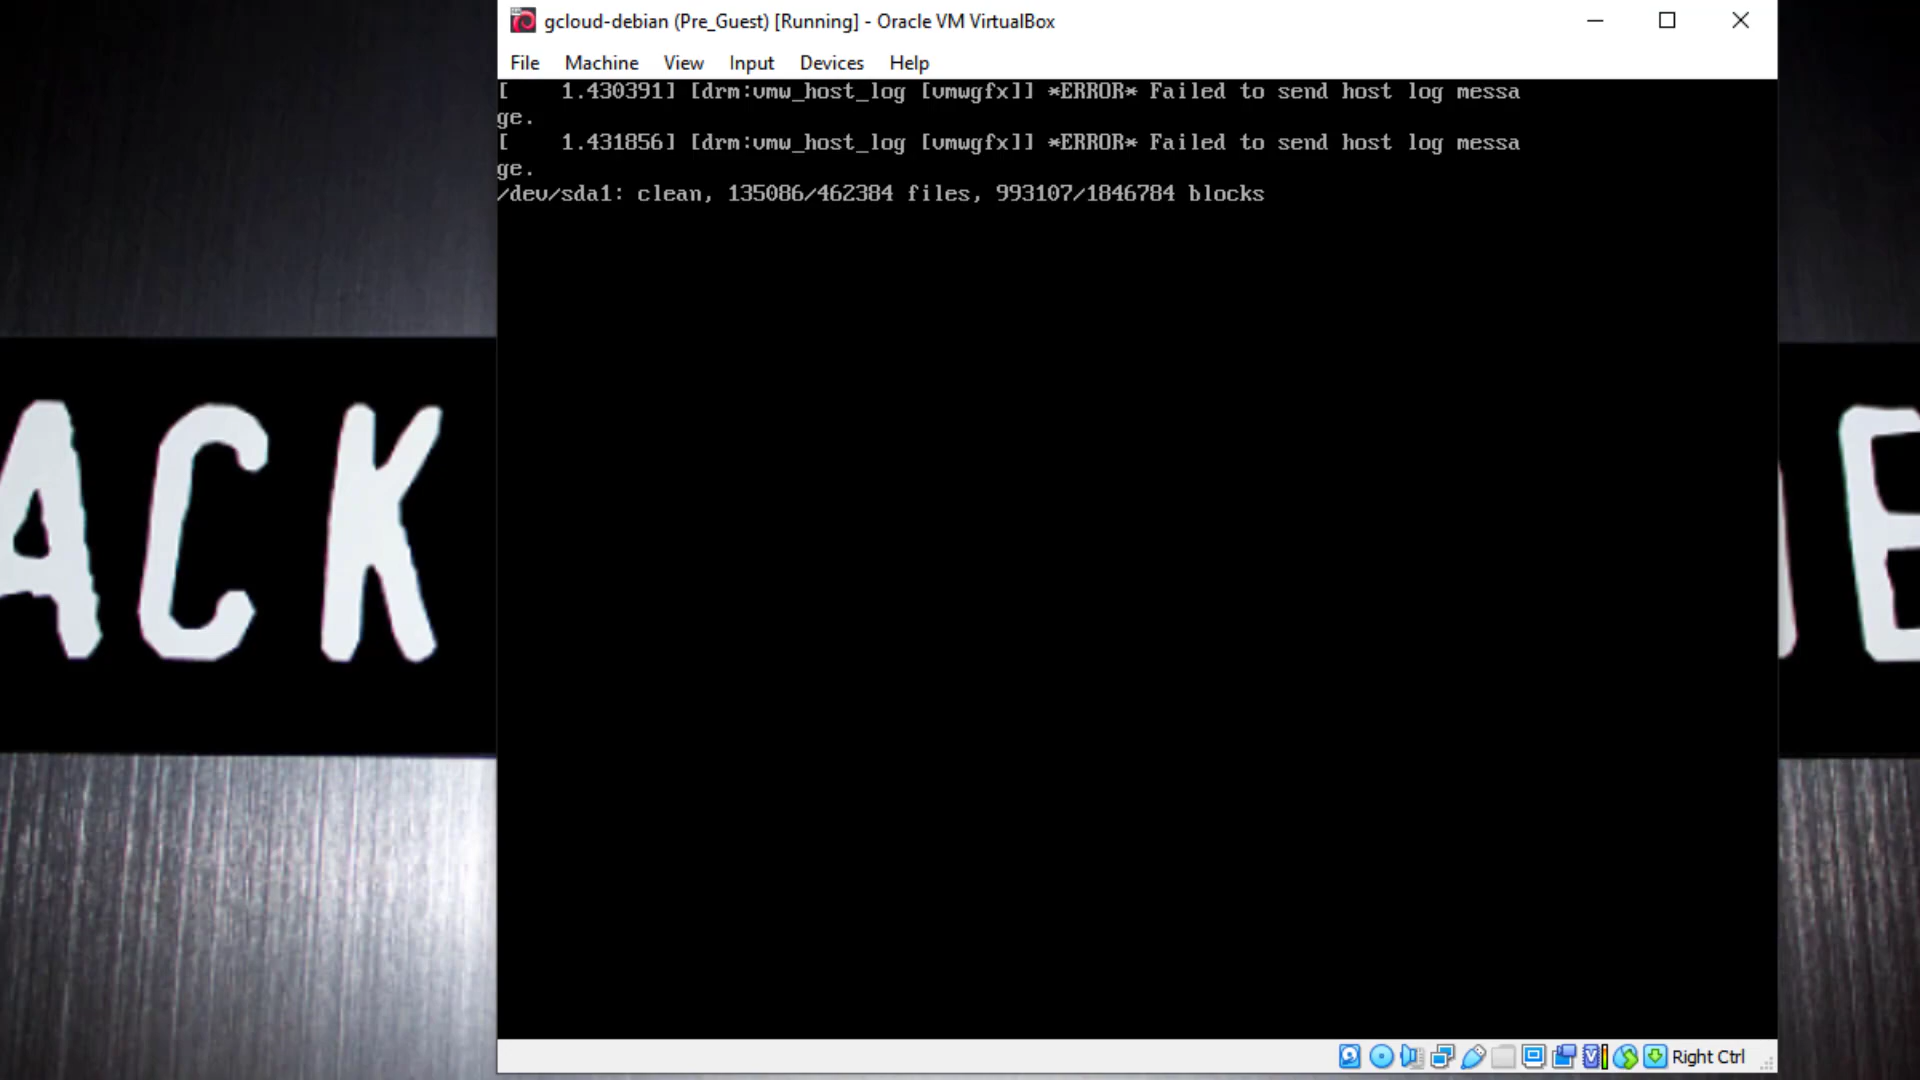 gcloud-debian (Pre_Guest) [Running] - Oracle VM VirtualBox
File Machine View Input Devices Help
[    1.430391] [drm:vmw_host_log [vmwgfx]] *ERROR* Failed to send host log messa
ge.
[    1.431856] [drm:vmw_host_log [vmwgfx]] *ERROR* Failed to send host log messa
ge.
/dev/sda1: clean, 135086/462384 files, 993107/1846784 blocks
ACK
E
Right Ctrl